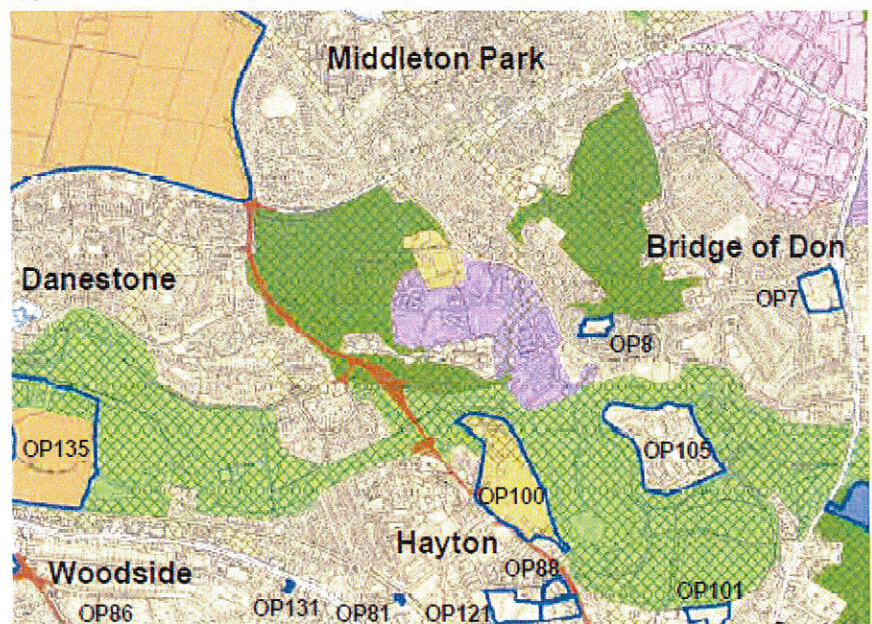 Middleton Park
Bridge of Don
Danestone
OP7
OP8
OP135
OP105
OP100
Hayton
Woodside
OP88
OP86
OP131
OP81
OP121
OP101